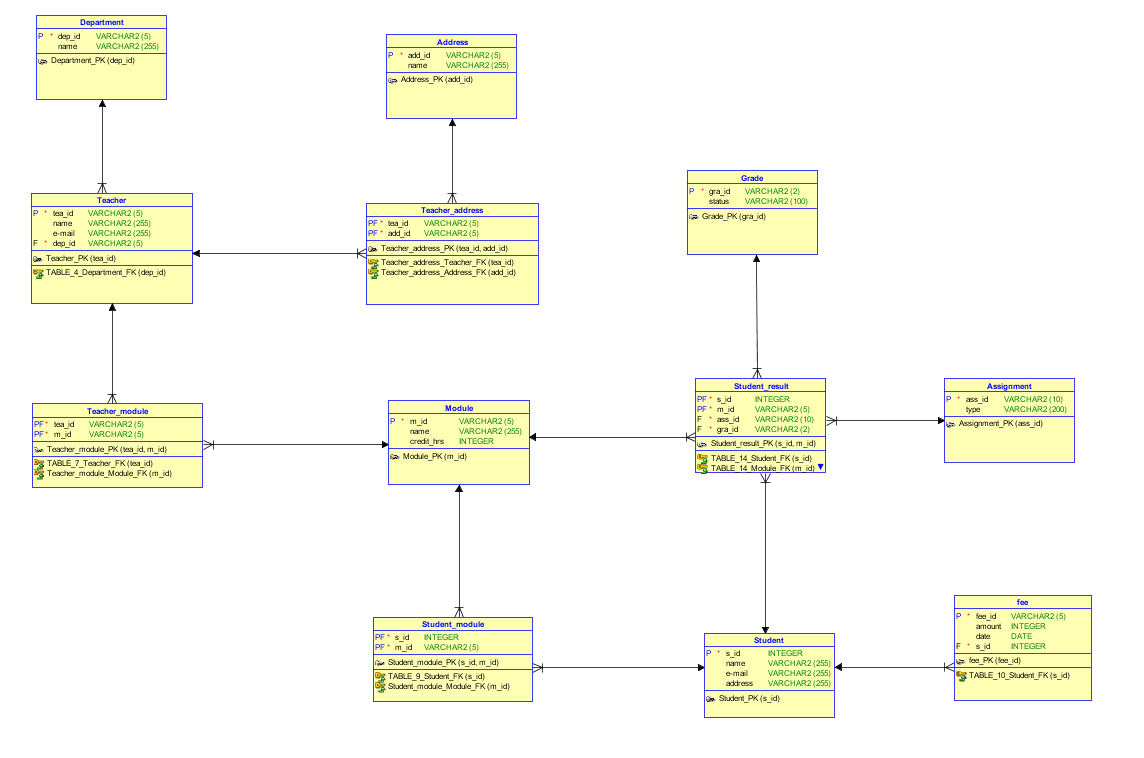 Department
P * dep_id VARCHAR2 (5)
name VARCHAR2 (255)
Department_PK (dep_id)
Address
P * add_id VARCHAR2 (5)
name VARCHAR2 (255)
Address_PK (add_id)
Grade
P * gra_id VARCHAR2 (2)
status VARCHAR2 (100)
Grade_PK (gra_id)
Teacher
P * tea_id VARCHAR2 (5)
name VARCHAR2 (255)
e-mail VARCHAR2 (255)
F * dep_id VARCHAR2 (5)
Teacher_PK (tea_id)
TABLE_4_Department_FK (dep_id)
Teacher_address
PF * tea_id VARCHAR2 (5)
PF * add_id VARCHAR2 (5)
Teacher_address_PK (tea_id, add_id)
Teacher_address_Teacher_FK (tea_id)
Teacher_address_Address_FK (add_id)
Teacher_module
PF * tea_id VARCHAR2 (5)
PF * m_id VARCHAR2 (5)
Teacher_module_PK (tea_id, m_id)
TABLE_7_Teacher_FK (tea_id)
Teacher_module_Module_FK (m_id)
Module
P * m_id VARCHAR2 (5)
name VARCHAR2 (255)
credit_hrs INTEGER
Module_PK (m_id)
Student_result
PF * s_id INTEGER
PF * m_id VARCHAR2 (5)
F * ass_id VARCHAR2 (10)
F * gra_id VARCHAR2 (2)
Student_result_PK (s_id, m_id)
TABLE_14_Student_FK (s_id)
TABLE_14_Module_FK (m_id)
Assignment
P * ass_id VARCHAR2 (10)
type VARCHAR2 (200)
Assignment_PK (ass_id)
Student_module
PF * s_id INTEGER
PF * m_id VARCHAR2 (5)
Student_module_PK (s_id, m_id)
TABLE_9_Student_FK (s_id)
Student_module_Module_FK (m_id)
Student
P * s_id INTEGER
name VARCHAR2 (255)
e-mail VARCHAR2 (255)
address VARCHAR2 (255)
Student_PK (s_id)
fee
P * fee_id VARCHAR2 (5)
amount INTEGER
date DATE
F * s_id INTEGER
fee_PK (fee_id)
TABLE_10_Student_FK (s_id)